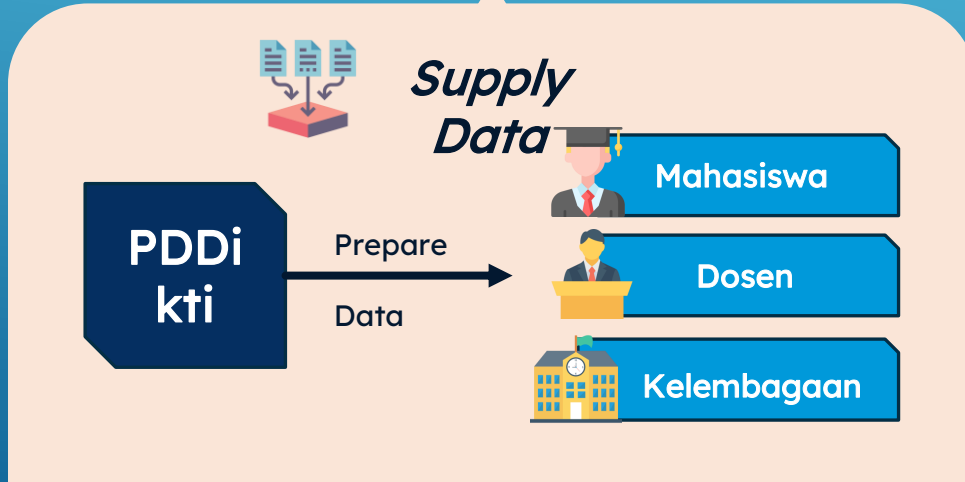 Supply
Data
Mahasiswa
PDDi
kti
Prepare
Data
Dosen
Kelembagaan